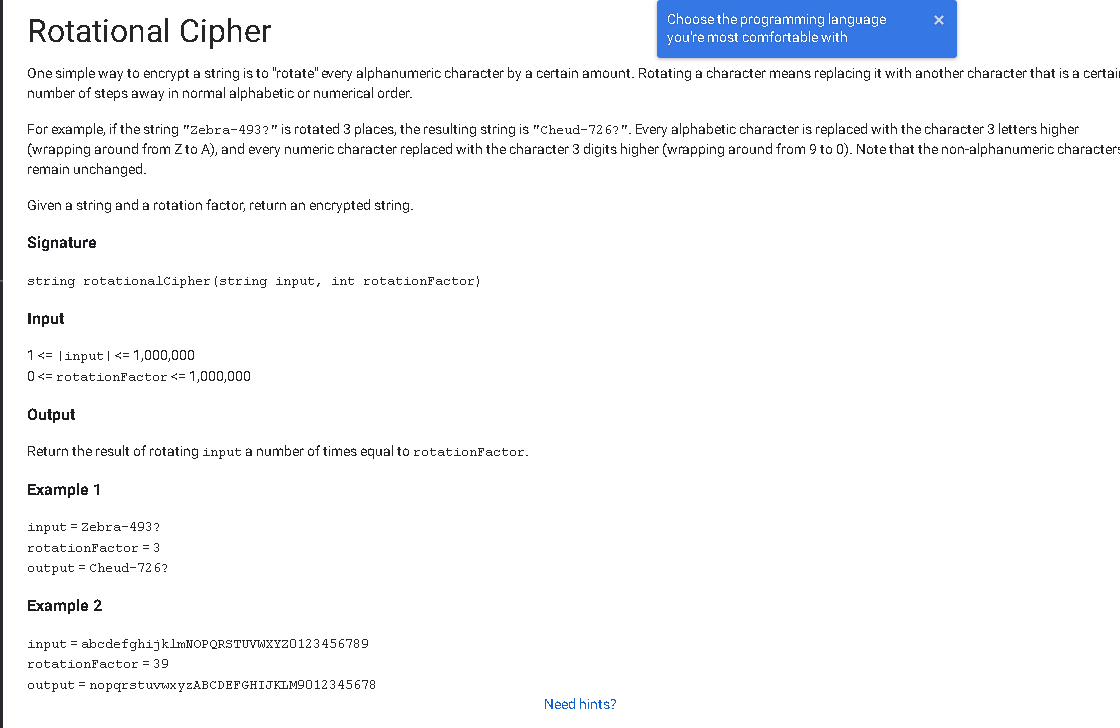 Rotational Cipher
Choose the programming language
you're most comfortable with
×
One simple way to encrypt a string is to "rotate" every alphanumeric character by a certain amount. Rotating a character means replacing it with another character that is a certai
number of steps away in normal alphabetic or numerical order.
For example, if the string "Zebra-493?" is rotated 3 places, the resulting string is "Cheud-726?". Every alphabetic character is replaced with the character 3 letters higher
(wrapping around from Z to A), and every numeric character replaced with the character 3 digits higher (wrapping around from 9 to 0). Note that the non-alphanumeric characters
remain unchanged.
Given a string and a rotation factor, return an encrypted string.
Signature
string rotationalCipher(string input, int rotationFactor)
Input
1 <= |input| <= 1,000,000
0 <= rotationFactor <= 1,000,000
Output
Return the result of rotating input a number of times equal to rotationFactor.
Example 1
input = Zebra-493?
rotationFactor = 3
output = Cheud-726?
Example 2
input = abcdefghijklmNOPQRSTUVWXYZ0123456789
rotationFactor = 39
output = nopqrstuvwxyzABCDEFGHIJKLM9012345678
Need hints?